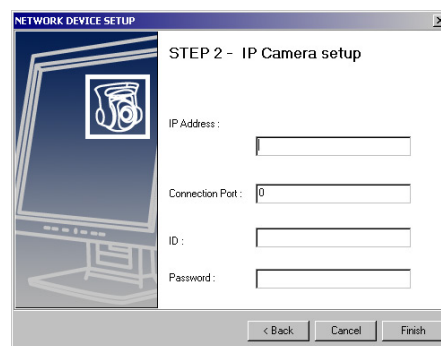 NETWORK DEVICE SETUP
STEP 2 - IP Camera setup
IP Address :
Connection Port : 0
ID :
Password :
< Back Cancel Finish